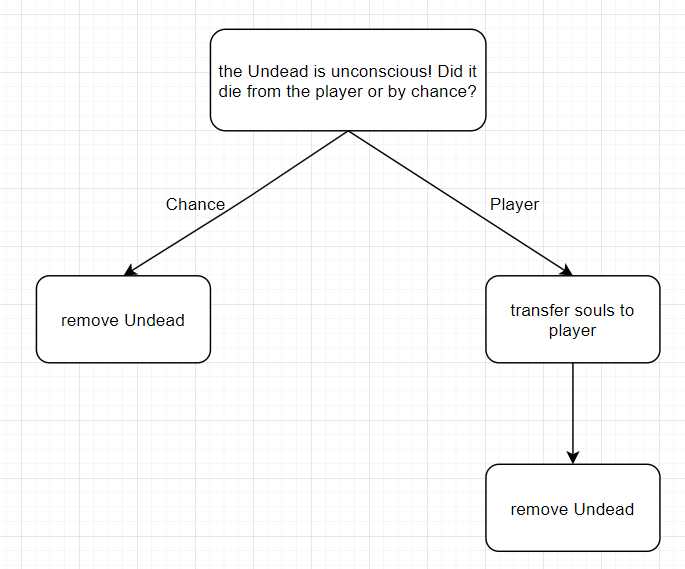 the Undead is unconscious! Did it
die from the player or by chance?
Chance
Player
remove Undead
transfer souls to
player
remove Undead